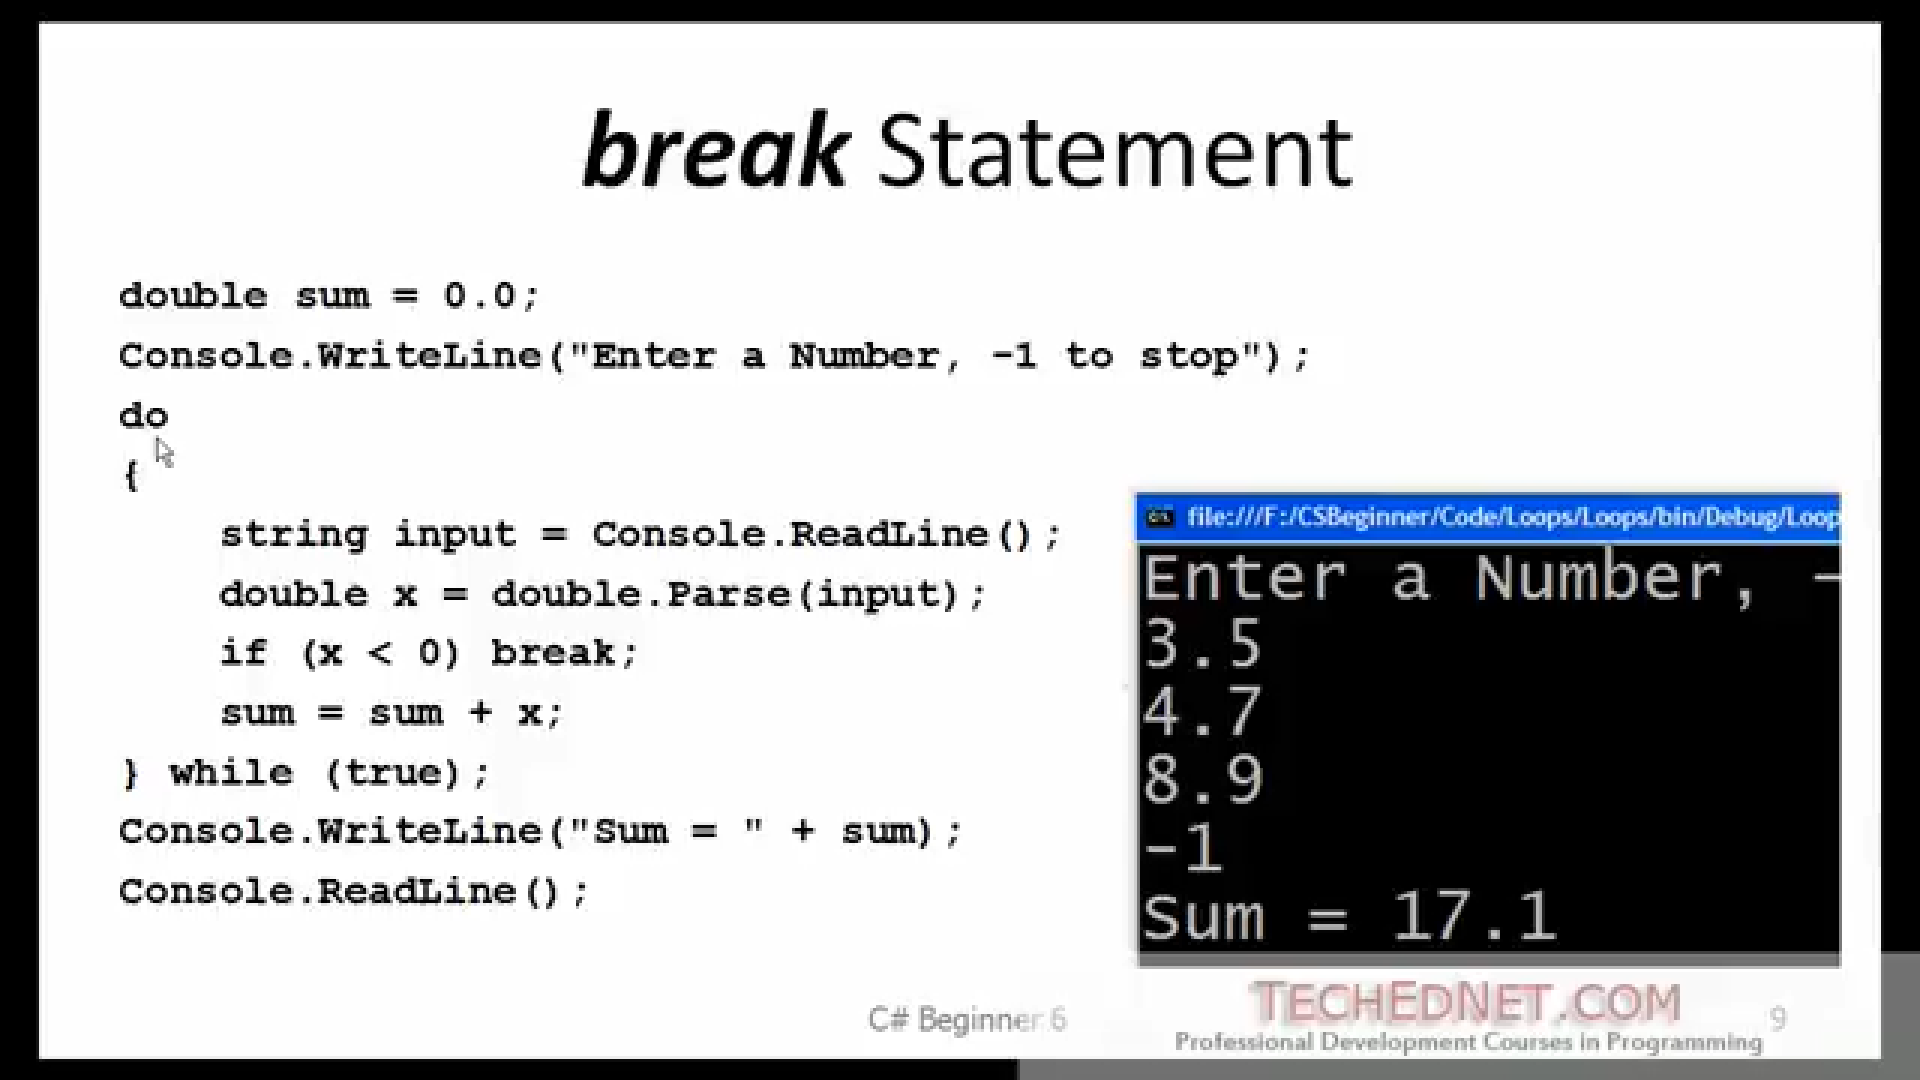 break Statement
double sum = 0.0;
Console.WriteLine("Enter a Number, -1 to stop");
do
{
string input = Console.ReadLine();
double x = double.Parse(input);
if (x < 0) break;
sum = sum + x;
} while (true);
Console.WriteLine("Sum = " + sum);
Console.ReadLine();
file:///F:/CSBeginner/Code/Loops/Loops/bin/Debug/Loop
Enter a Number, -
3.5
4.7
8.9
-1
Sum = 17.1
C# Beginner 6
TECHEDNET.COM
9
Professional Development Courses in Programming